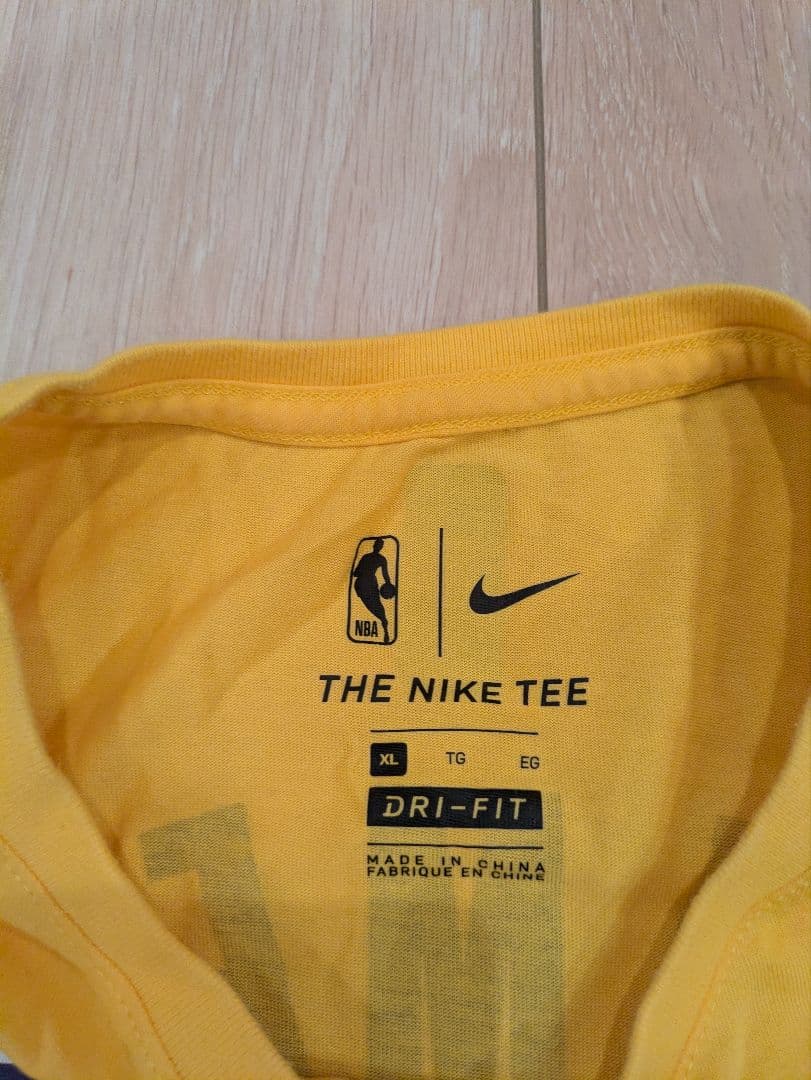 NBA
THE NIKE TEE
XL TG EG
DRI-FIT
MADE IN CHINA
FABRIQUE EN CHINE